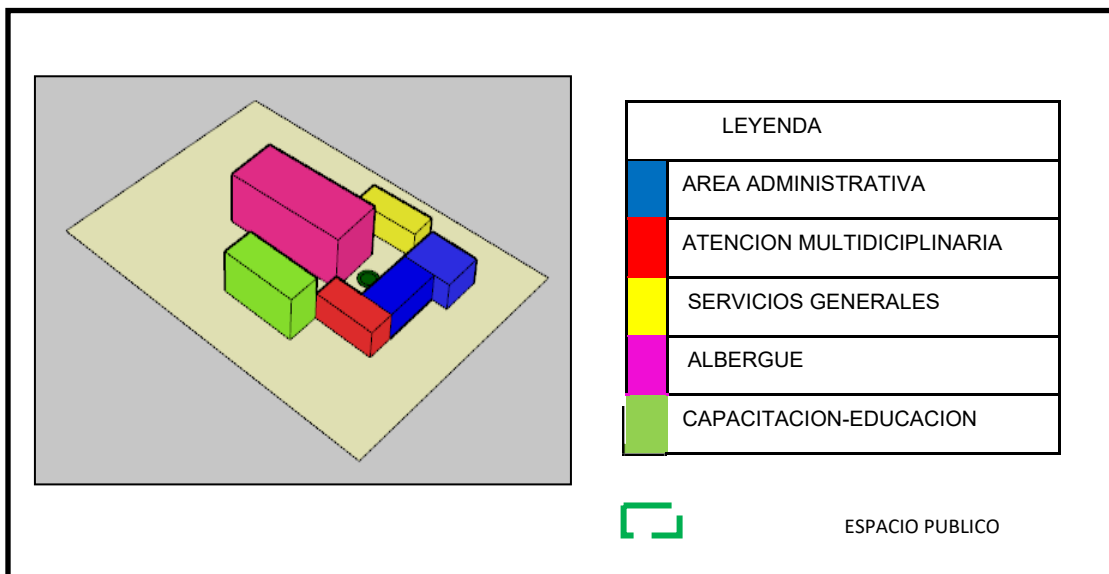 LEYENDA
AREA ADMINISTRATIVA
ATENCION MULTIDICIPLINARIA
SERVICIOS GENERALES
ALBERGUE
CAPACITACION-EDUCACION
ESPACIO PUBLICO